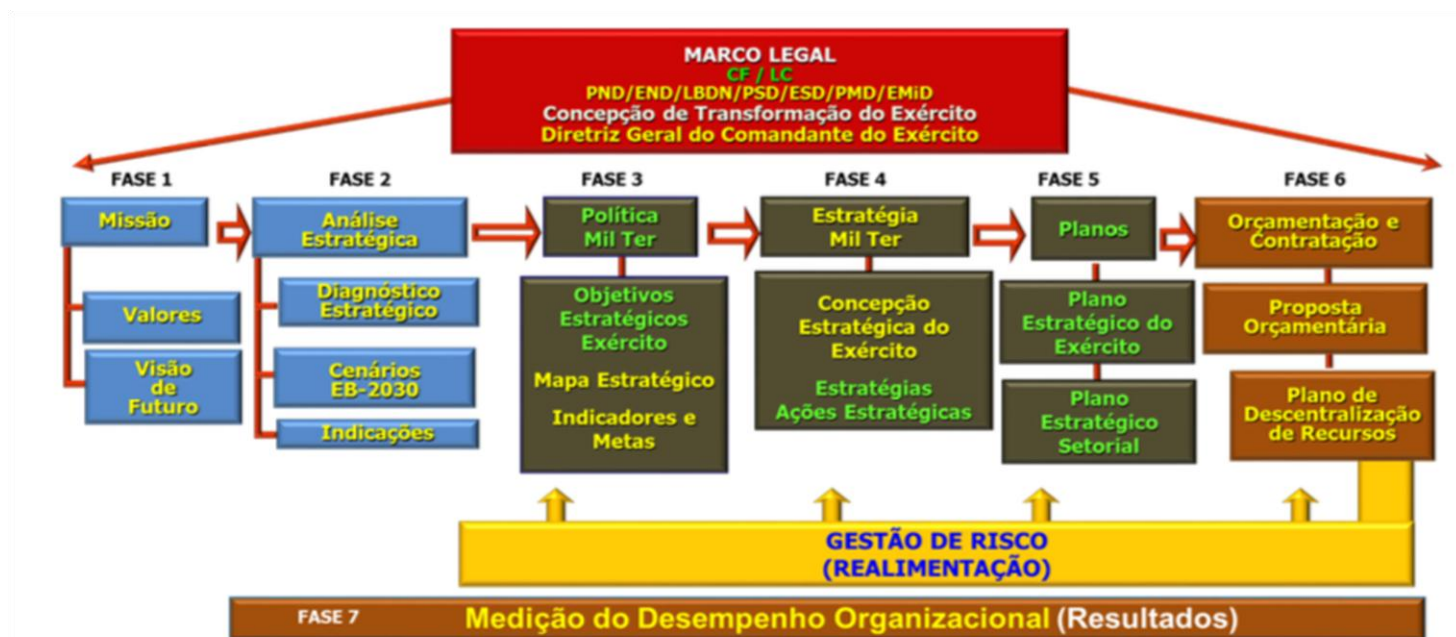 MARCO LEGAL
CF / LC
PND/END/LBDN/PSD/ESD/PMD/EMiD
Concepção de Transformação do Exército
Diretriz Geral do Comandante do Exército
FASE 1
Missão
Valores
Visão
de
Futuro
FASE 2
Análise
Estratégica
Diagnóstico
Estratégico
Cenários
EB-2030
Indicações
FASE 3
Política
Mil Ter
Objetivos
Estratégicos
Exército
Mapa Estratégico
Indicadores e
Metas
FASE 4
Estratégia
Mil Ter
Concepção
Estratégica do
Exército
Estratégias
Ações Estratégicas
FASE 5
Planos
Plano
Estratégico do
Exército
Plano
Estratégico
Setorial
FASE 6
Orçamentação e
Contratação
Proposta
Orçamentária
Plano de
Descentralização
de Recursos
GESTÃO DE RISCO
(REALIMENTAÇÃO)
FASE 7 Medição do Desempenho Organizacional (Resultados)